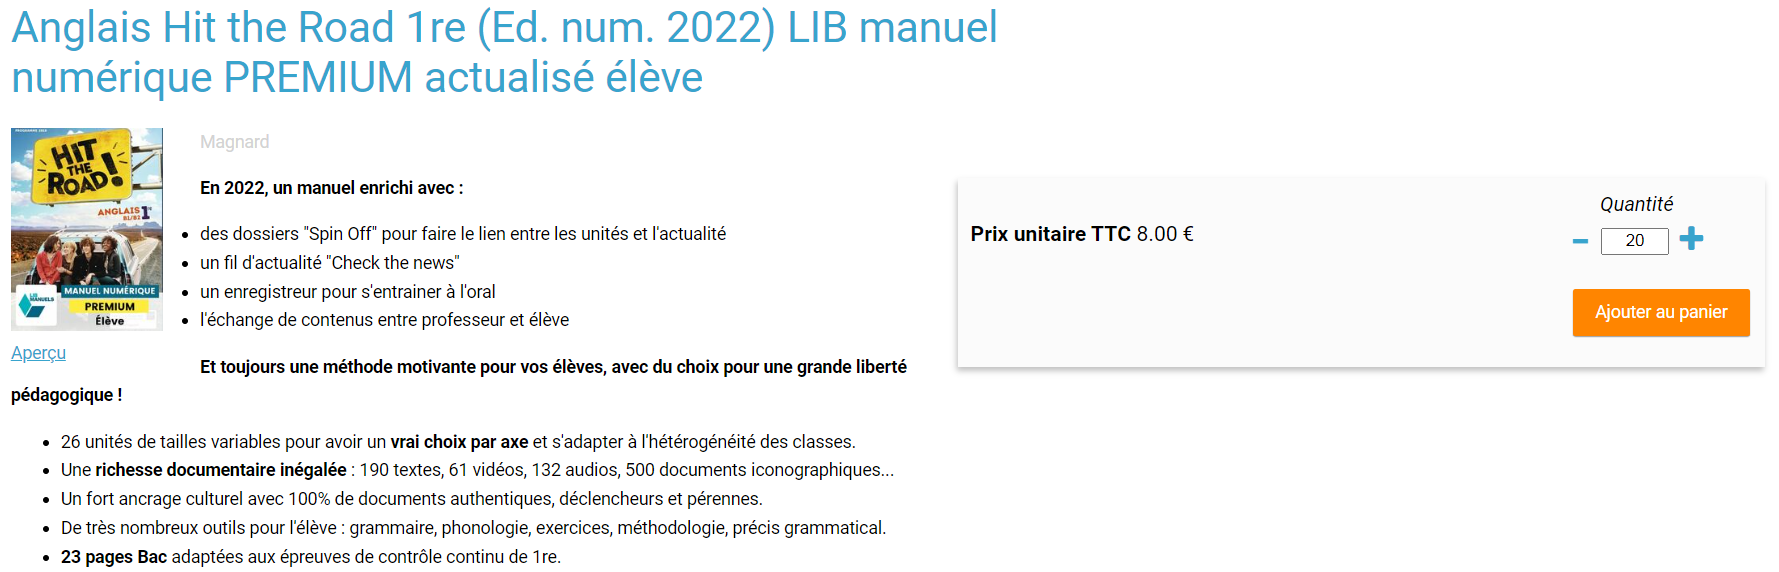 Anglais Hit the Road 1re (Ed. num. 2022) LIB manuel
numérique PREMIUM actualisé élève
HIT
THE
ROAD!
ANGLAIS 1re
B1/B2
LIB
MANUELS
MANUEL NUMÉRIQUE
PREMIUM
Élève
Aperçu
Magnard
En 2022, un manuel enrichi avec :
des dossiers "Spin Off" pour faire le lien entre les unités et l'actualité
un fil d'actualité "Check the news"
un enregistreur pour s'entrainer à l'oral
l'échange de contenus entre professeur et élève
Et toujours une méthode motivante pour vos élèves, avec du choix pour une grande liberté
pédagogique !
26 unités de tailles variables pour avoir un vrai choix par axe et s'adapter à l'hétérogénéité des classes.
Une richesse documentaire inégalée : 190 textes, 61 vidéos, 132 audios, 500 documents iconographiques...
Un fort ancrage culturel avec 100% de documents authentiques, déclencheurs et pérennes.
De très nombreux outils pour l'élève : grammaire, phonologie, exercices, méthodologie, précis grammatical.
23 pages Bac adaptées aux épreuves de contrôle continu de 1re.
Prix unitaire TTC 8.00 €
Quantité
- 20 +
Ajouter au panier